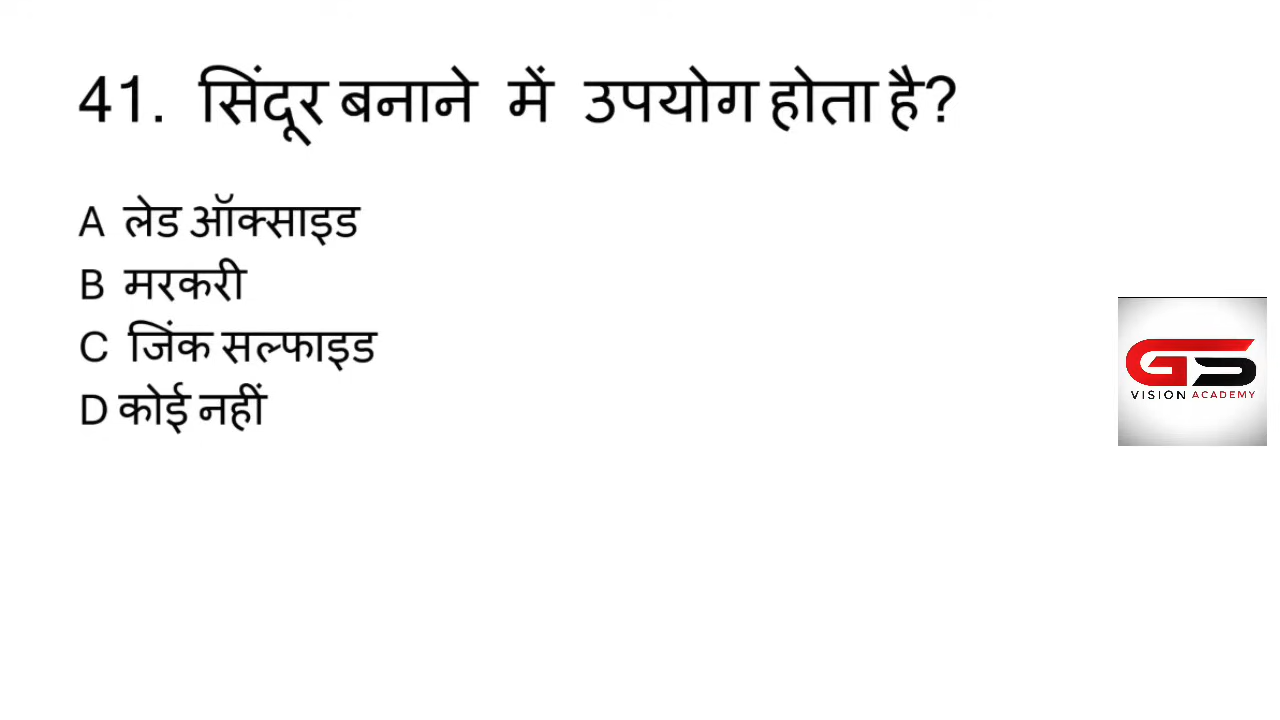 41. सिंदूर बनाने में उपयोग होता है?
A लेड ऑक्साइड
B मरकरी
C जिंक सल्फाइड
D कोई नहीं
GS
VISION ACADEMY